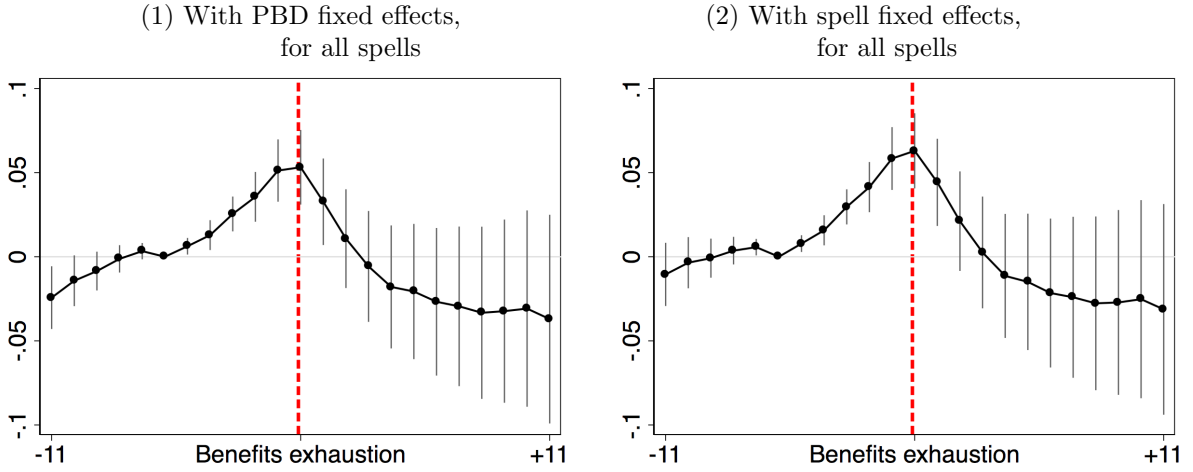 (1) With PBD fixed effects,
for all spells
.1
.05
0
-.05
-.1
-11
Benefits exhaustion
+11
(2) With spell fixed effects,
for all spells
.1
.05
0
-.05
-.1
-11
Benefits exhaustion
+11